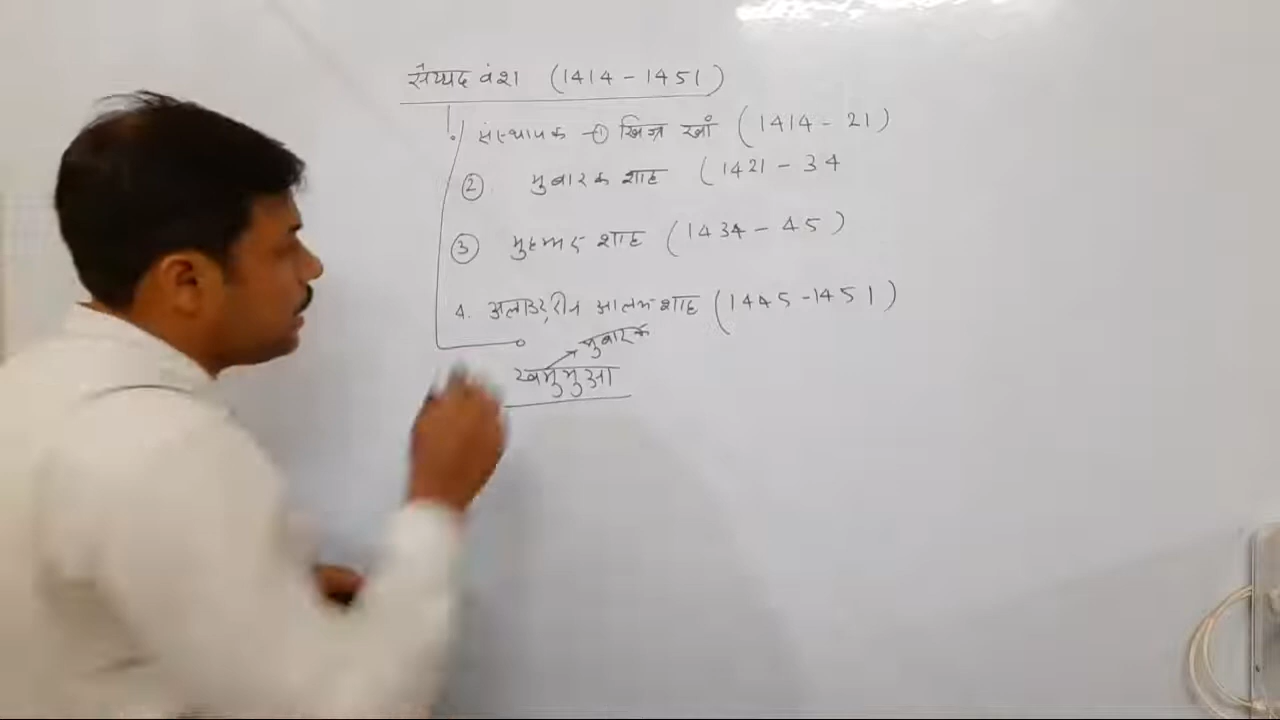 सैय्यद वंश (1414 - 1451)
संस्थापक → ① खिज्र खाँ (1414 - 21)
② मुबारक शाह (1421 - 34
③ मुहम्मद शाह (1434 - 45)
4. अलाउद्दीन आलमशाह (1445 - 1451)
मुबारक
खमुमुआ